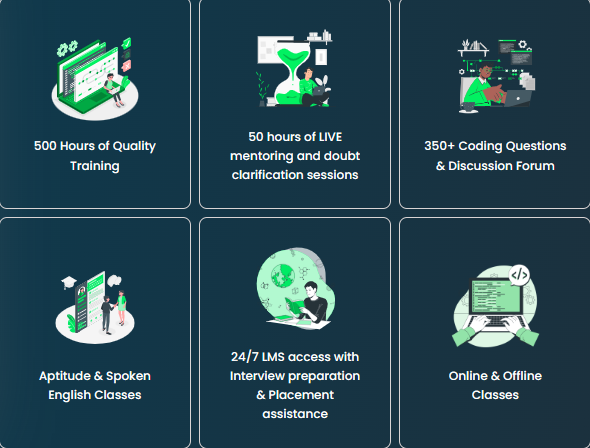 500 Hours of Quality
Training
50 hours of LIVE
mentoring and doubt
clarification sessions
350+ Coding Questions
& Discussion Forum
Aptitude & Spoken
English Classes
24/7 LMS access with
Interview preparation
& Placement
assistance
</>
Online & Offline
Classes